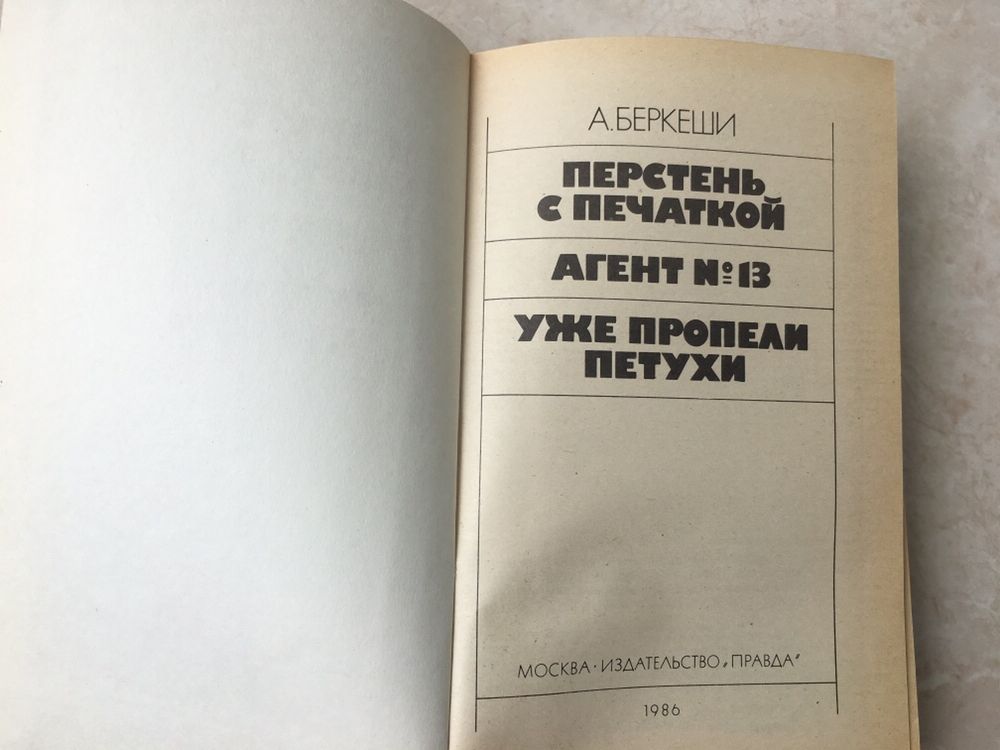 А.БЕРКЕШИ
ПЕРСТЕНЬ
С ПЕЧАТКОЙ
АГЕНТ №13
УЖЕ ПРОПЕЛИ
ПЕТУХИ
МОСКВА · ИЗДАТЕЛЬСТВО „ПРАВДА“
1986